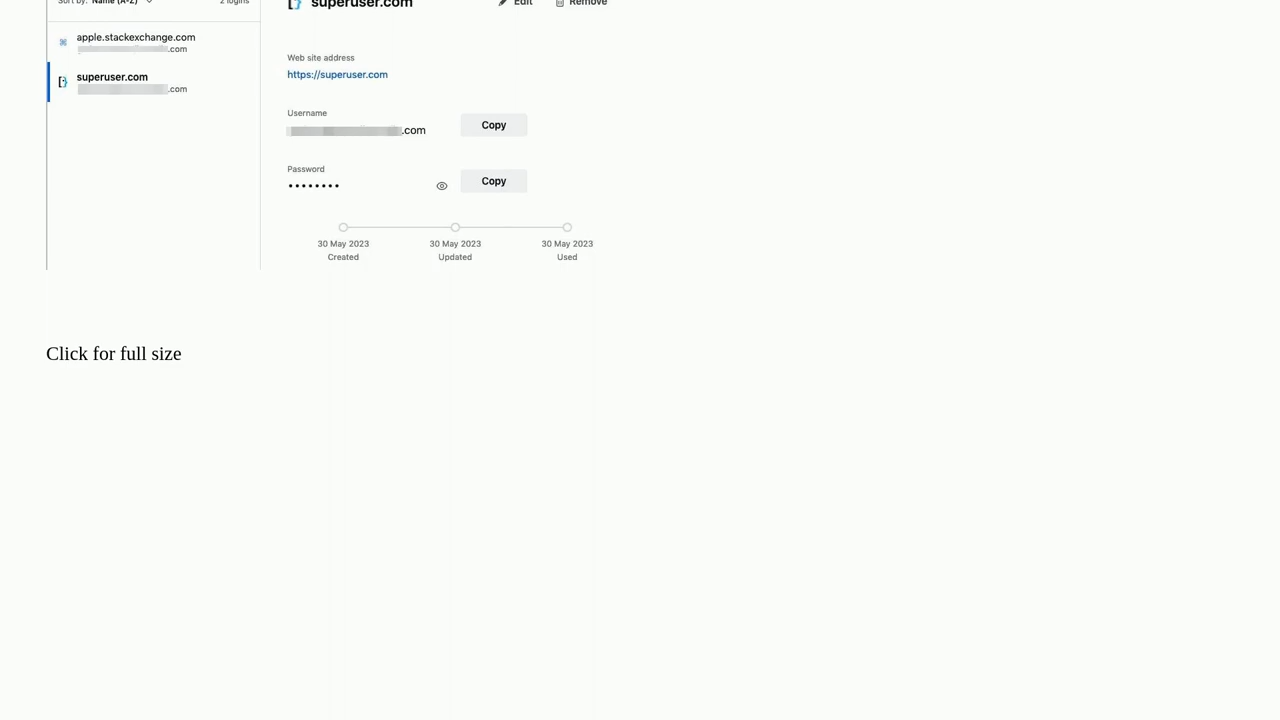 Sort by: Name (A-Z) 2 logins
superuser.com Edit Remove
apple.stackexchange.com
.com
superuser.com
.com
Web site address
https://superuser.com
Username
.com Copy
Password
•••••••• Copy
30 May 2023 30 May 2023 30 May 2023
Created Updated Used
Click for full size